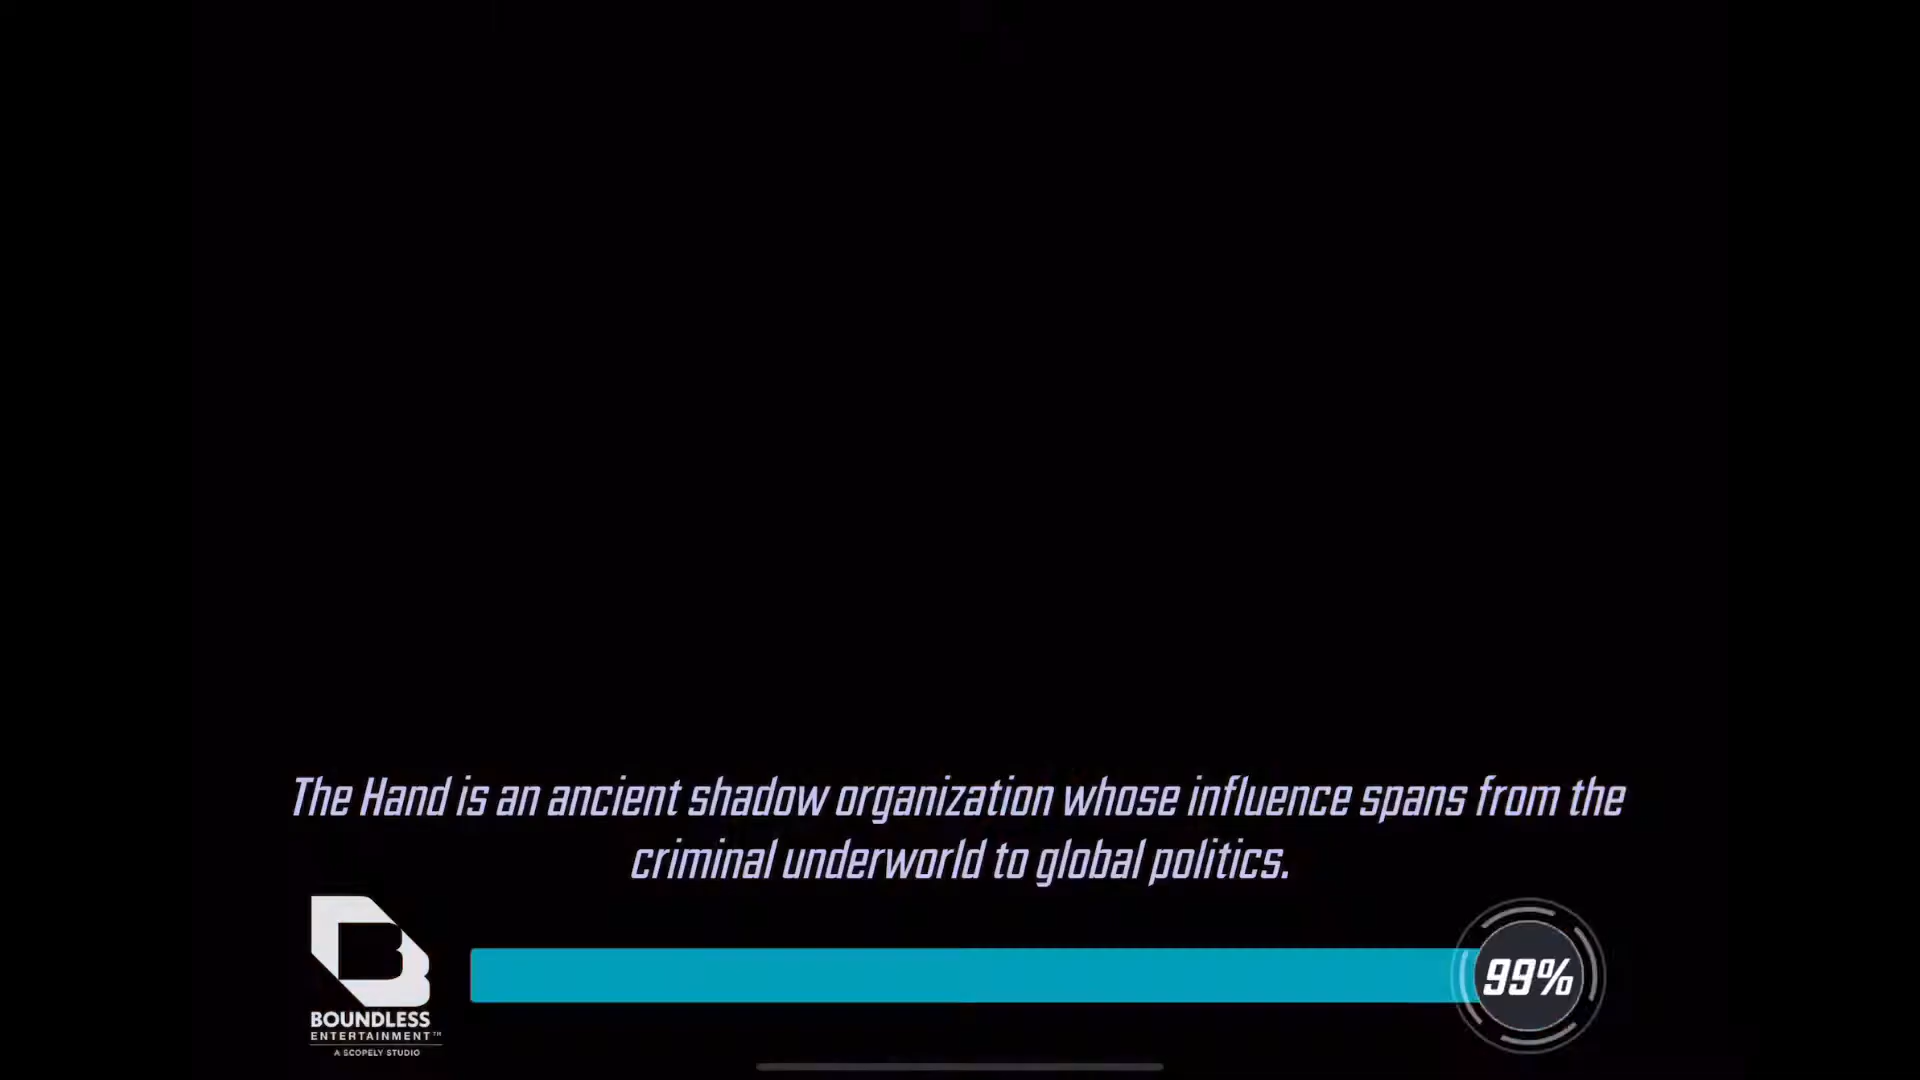 The Hand is an ancient shadow organization whose influence spans from the
criminal underworld to global politics.
99%
BOUNDLESS
ENTERTAINMENT™
A SCOPELY STUDIO